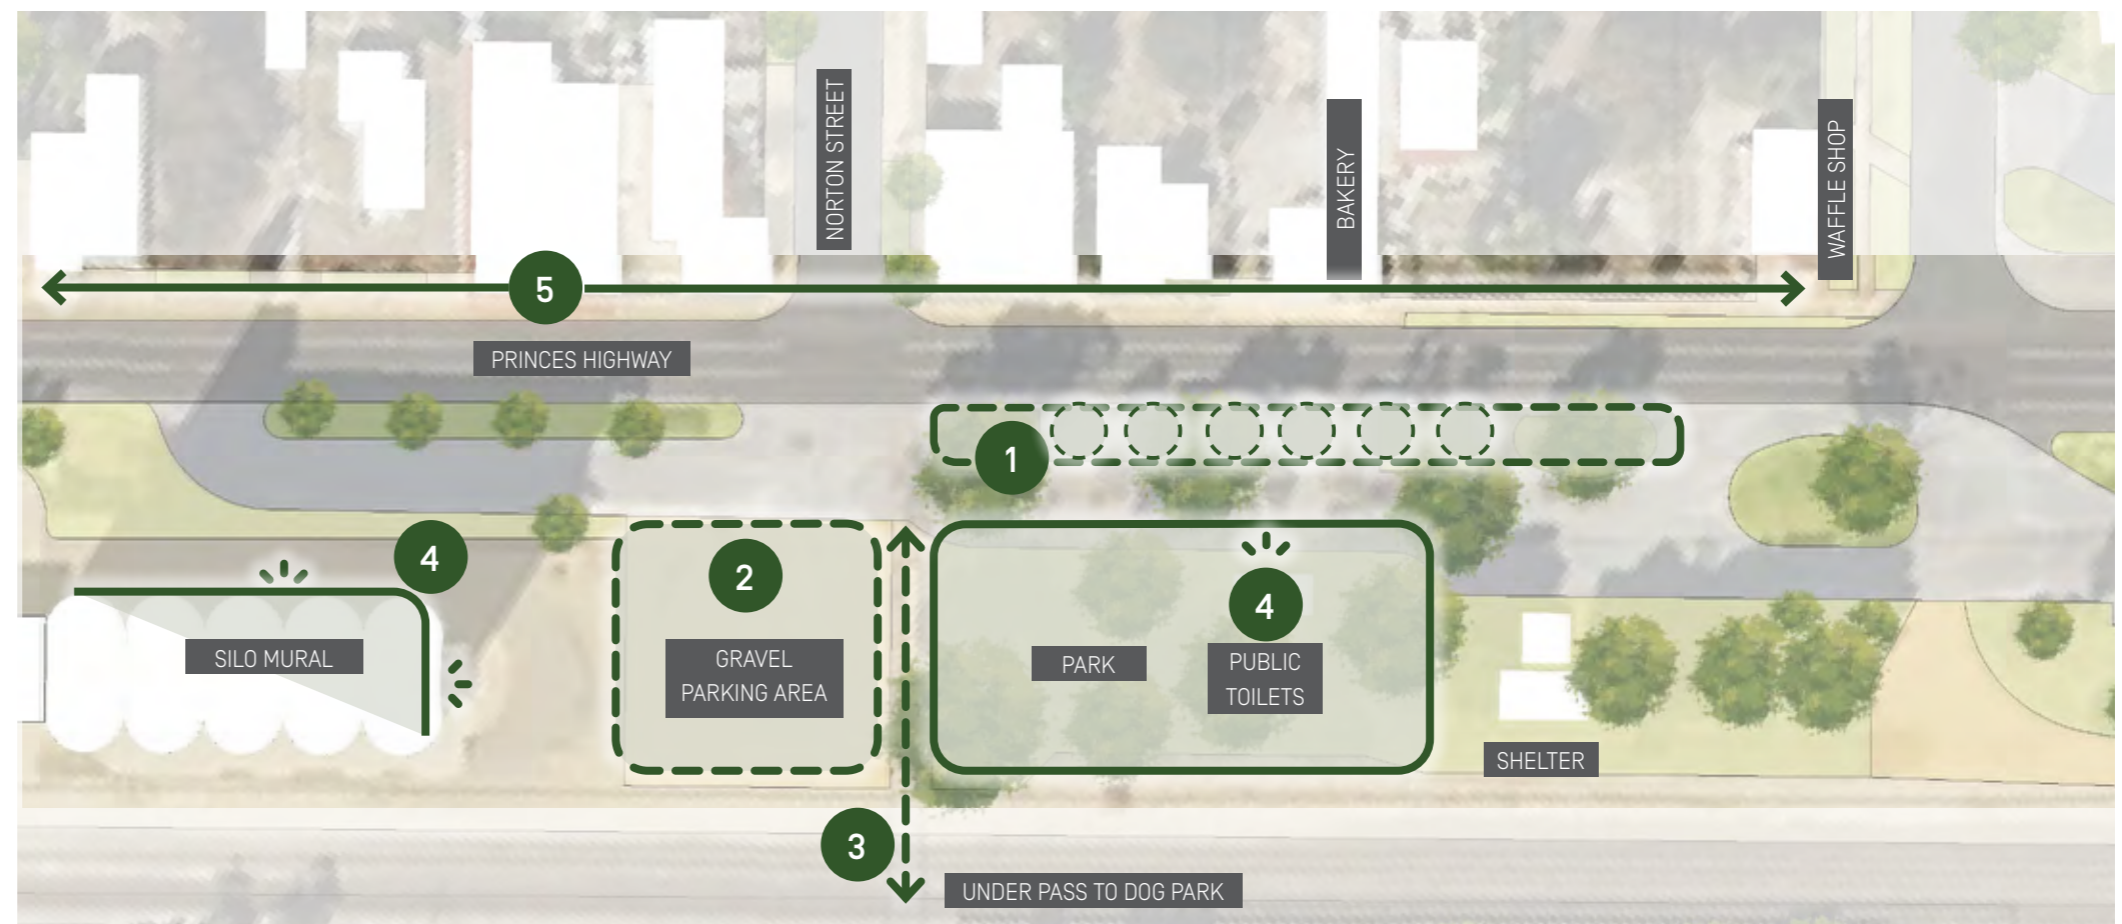 NORTON STREET
BAKERY
WAFFLE SHOP
5
PRINCES HIGHWAY
1
4
2
4
SILO MURAL
GRAVEL
PARKING AREA
PARK
PUBLIC
TOILETS
SHELTER
3
UNDER PASS TO DOG PARK